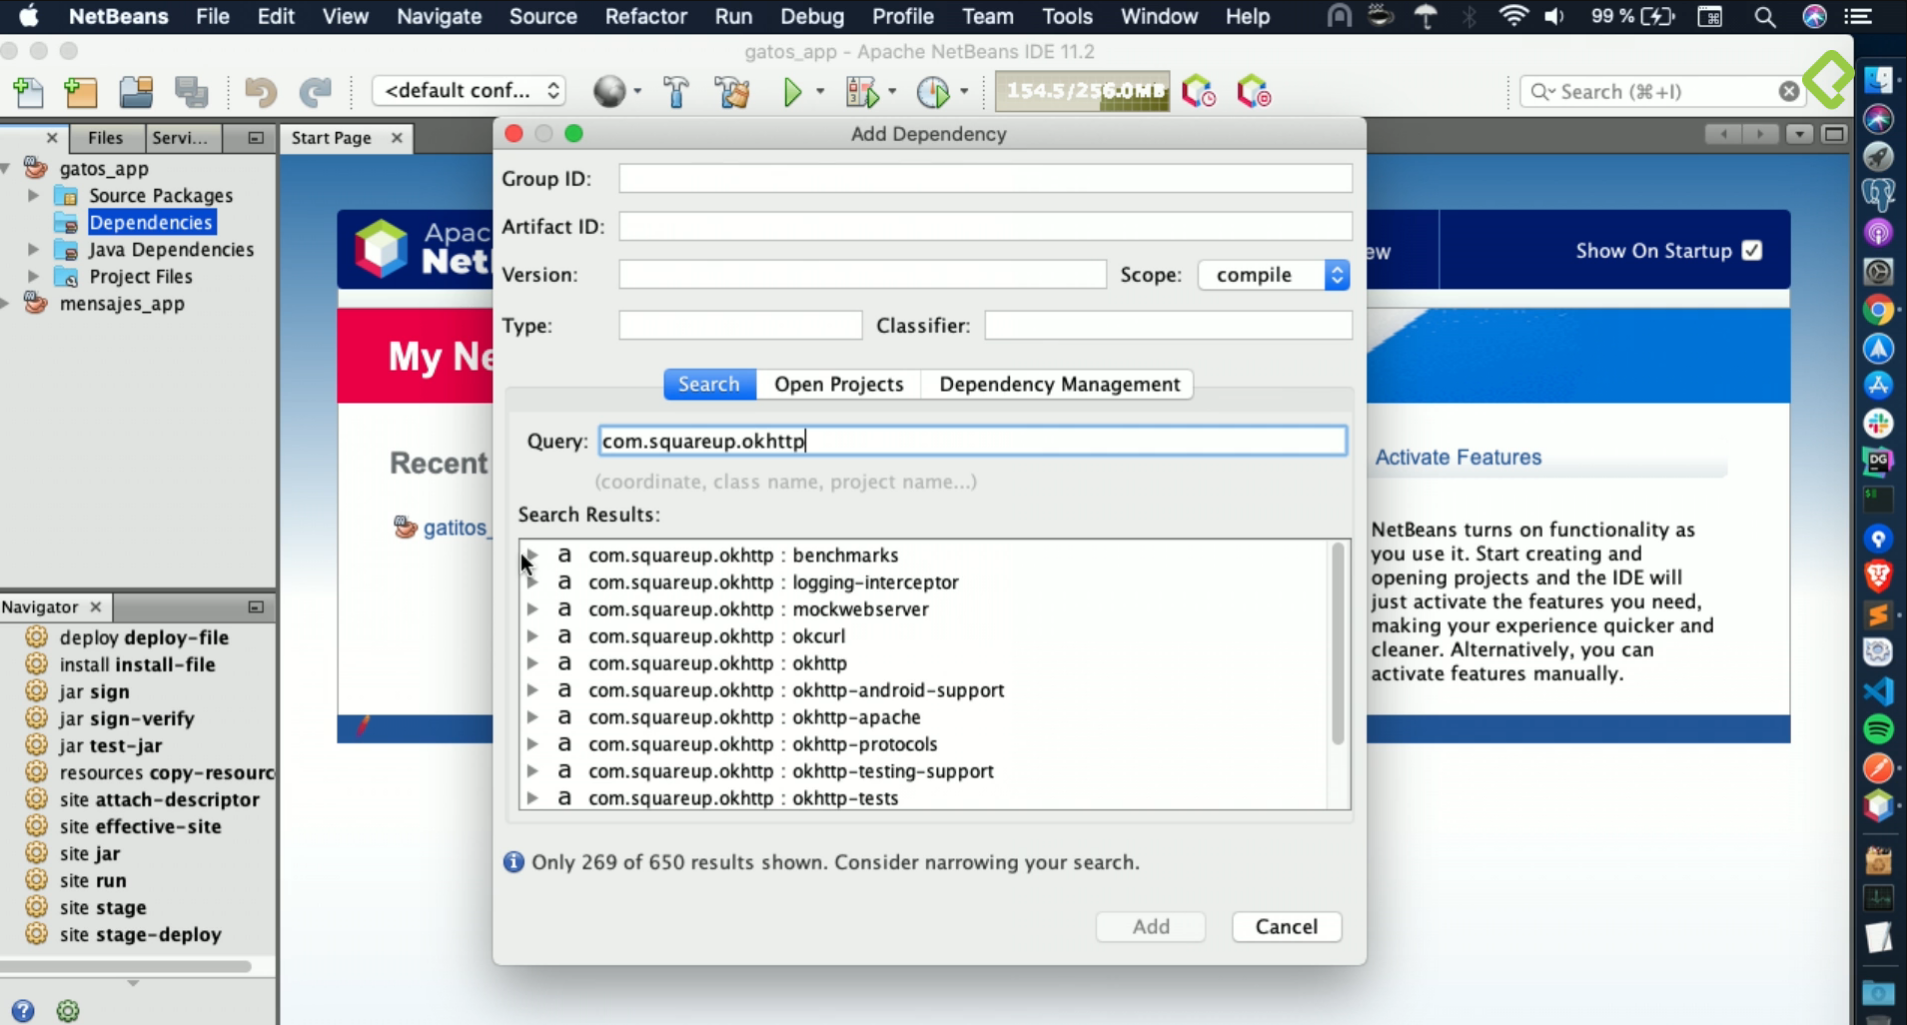 NetBeans File Edit View Navigate Source Refactor Run Debug Profile Team Tools Window Help 99 %
gatos_app - Apache NetBeans IDE 11.2
<default conf... 154.5/256.0MB Search (⌘+I)
Files Servi... Start Page
gatos_app
Source Packages
Dependencies
Java Dependencies
Project Files
mensajes_app
Navigator
deploy deploy-file
install install-file
jar sign
jar sign-verify
jar test-jar
resources copy-resourc
site attach-descriptor
site effective-site
site jar
site run
site stage
site stage-deploy
Apac
Net
My Ne
Recent
gatitos_
Add Dependency
Group ID:
Artifact ID:
Version: Scope: compile
Type: Classifier:
Search Open Projects Dependency Management
Query: com.squareup.okhttp
(coordinate, class name, project name...)
Search Results:
a com.squareup.okhttp : benchmarks
a com.squareup.okhttp : logging-interceptor
a com.squareup.okhttp : mockwebserver
a com.squareup.okhttp : okcurl
a com.squareup.okhttp : okhttp
a com.squareup.okhttp : okhttp-android-support
a com.squareup.okhttp : okhttp-apache
a com.squareup.okhttp : okhttp-protocols
a com.squareup.okhttp : okhttp-testing-support
a com.squareup.okhttp : okhttp-tests
Only 269 of 650 results shown. Consider narrowing your search.
Add Cancel
ew Show On Startup
Activate Features
NetBeans turns on functionality as
you use it. Start creating and
opening projects and the IDE will
just activate the features you need,
making your experience quicker and
cleaner. Alternatively, you can
activate features manually.
DG